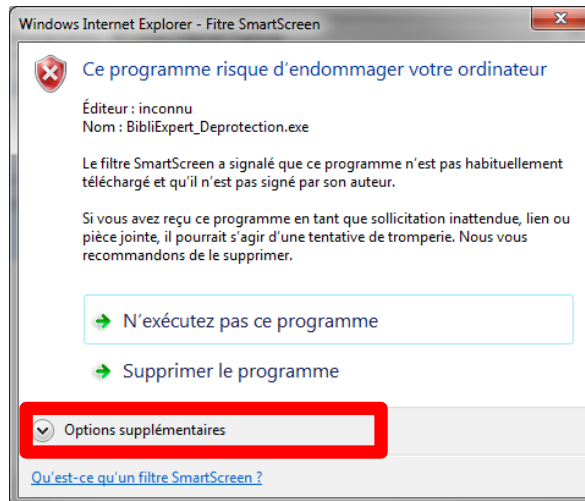 Windows Internet Explorer - Fitre SmartScreen
Ce programme risque d'endommager votre ordinateur
Éditeur : inconnu
Nom : BibliExpert_Deprotection.exe
Le filtre SmartScreen a signalé que ce programme n'est pas habituellement
téléchargé et qu'il n'est pas signé par son auteur.
Si vous avez reçu ce programme en tant que sollicitation inattendue, lien ou
pièce jointe, il pourrait s'agir d'une tentative de tromperie. Nous vous
recommandons de le supprimer.
N'exécutez pas ce programme
Supprimer le programme
Options supplémentaires
Qu'est-ce qu'un filtre SmartScreen ?